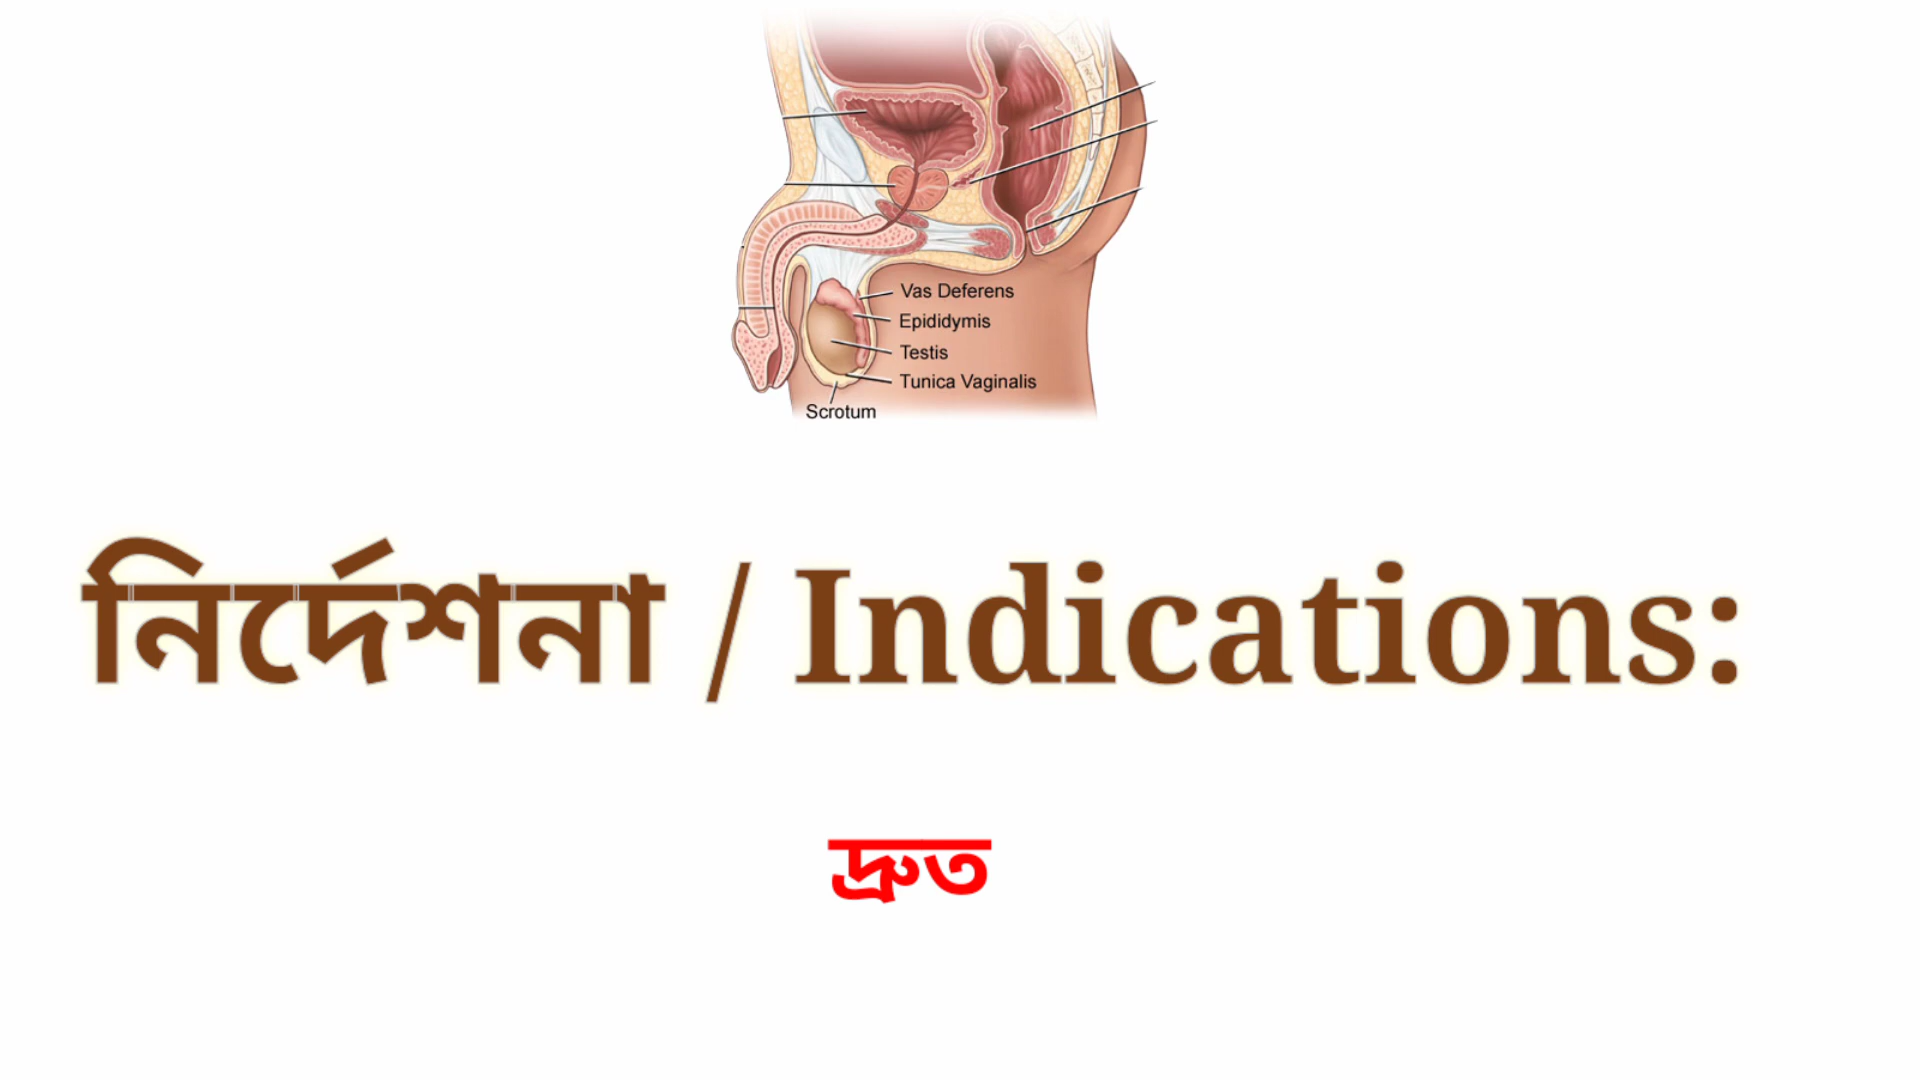 Vas Deferens
Epididymis
Testis
Tunica Vaginalis
Scrotum
নির্দেশনা / Indications:
দ্রুত